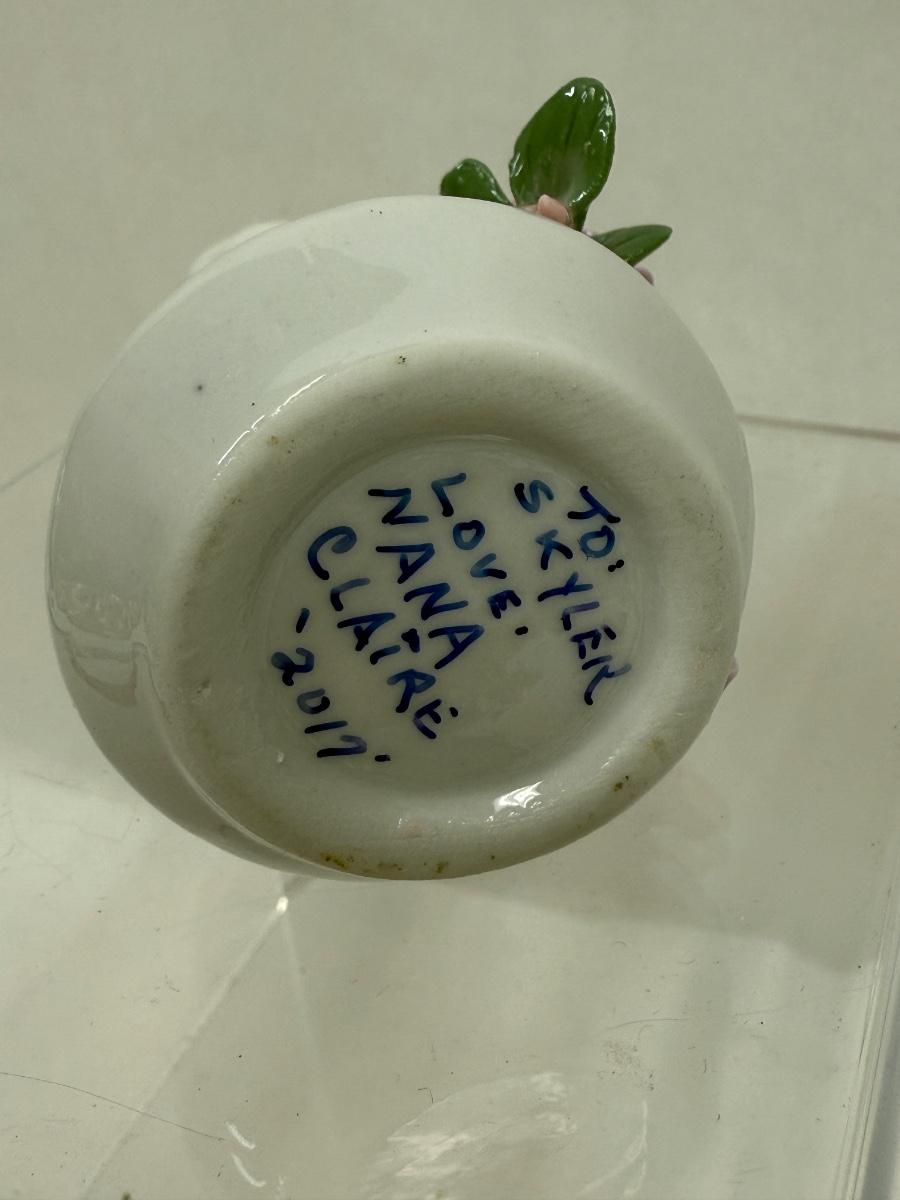 TO:
SKYLER
LOVE.
NANA
CLAIRE
-2017.